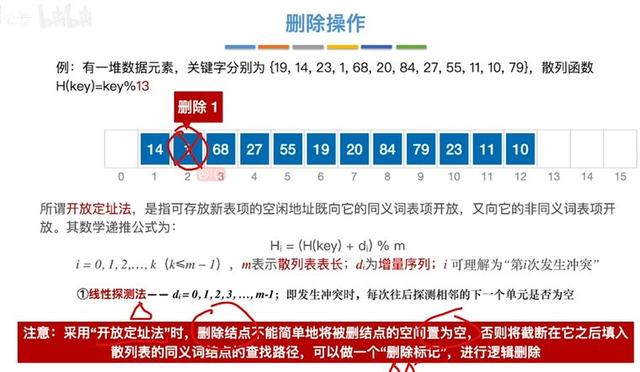 bilibili
删除操作
例：有一堆数据元素，关键字分别为 {19, 14, 23, 1, 68, 20, 84, 27, 55, 11, 10, 79}，散列函数
H(key)=key%13
删除 1
14 1 68 27 55 19 20 84 79 23 11 10
0 1 2 3 4 5 6 7 8 9 10 11 12 13 14 15
所谓开放定址法，是指可存放新表项的空闲地址既向它的同义词表项开放，又向它的非同义词表项开
放。其数学递推公式为：
Hᵢ = (H(key) + dᵢ) % m
i = 0, 1, 2,…, k（k≤m – 1），m表示散列表表长；dᵢ为增量序列；i 可理解为“第i次发生冲突”
①线性探测法—— dᵢ = 0, 1, 2, 3, …, m-1；即发生冲突时，每次往后探测相邻的下一个单元是否为空
注意：采用“开放定址法”时，删除结点不能简单地将被删结点的空间置为空，否则将截断在它之后填入
散列表的同义词结点的查找路径，可以做一个“删除标记”，进行逻辑删除